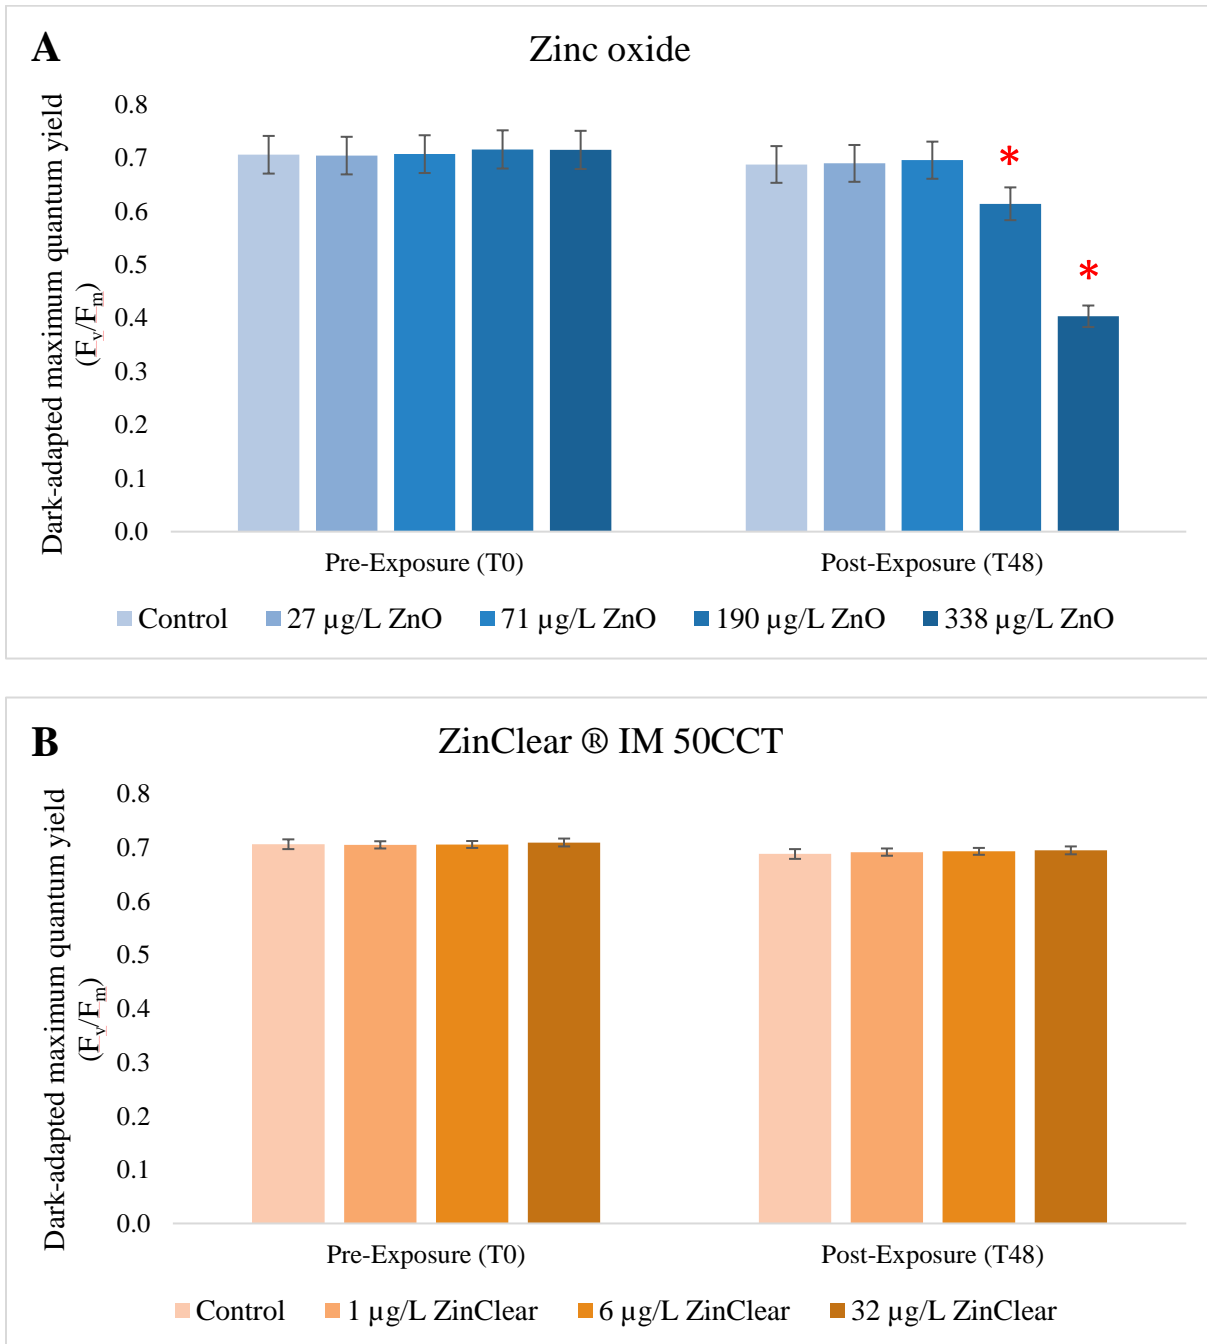 A
Zinc oxide
Dark-adapted maximum quantum yield
(Fv/Fm)
0.8
0.7
0.6
0.5
0.4
0.3
0.2
0.1
0.0
*
*
Pre-Exposure (T0)
Post-Exposure (T48)
Control
27 µg/L ZnO
71 µg/L ZnO
190 µg/L ZnO
338 µg/L ZnO
B
ZinClear ® IM 50CCT
Dark-adapted maximum quantum yield
(Fv/Fm)
0.8
0.7
0.6
0.5
0.4
0.3
0.2
0.1
0.0
Pre-Exposure (T0)
Post-Exposure (T48)
Control
1 µg/L ZinClear
6 µg/L ZinClear
32 µg/L ZinClear